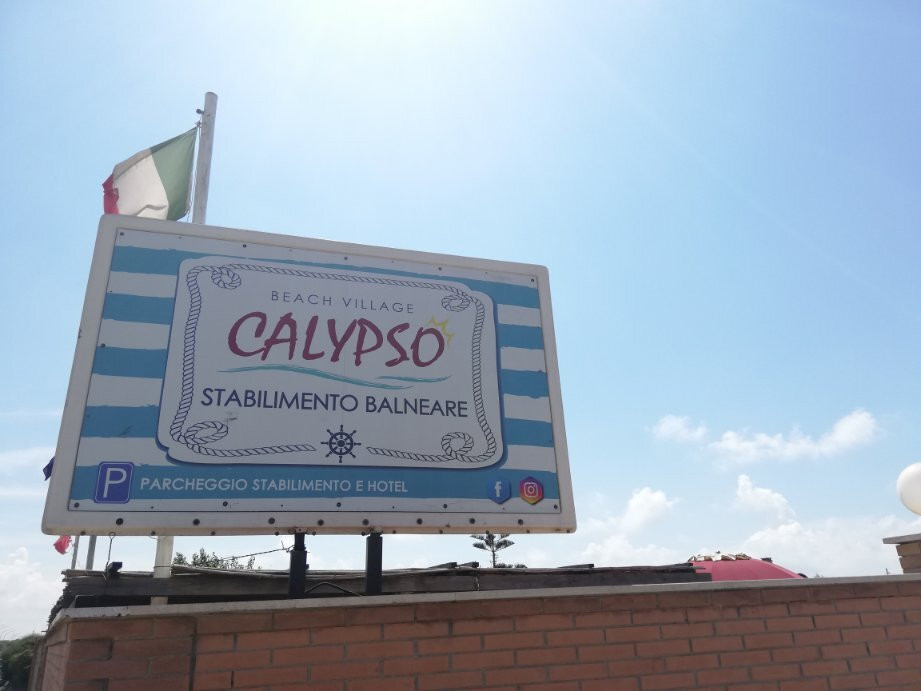 BEACH VILLAGE
CALYPSO
STABILIMENTO BALNEARE
P PARCHEGGIO STABILIMENTO E HOTEL f